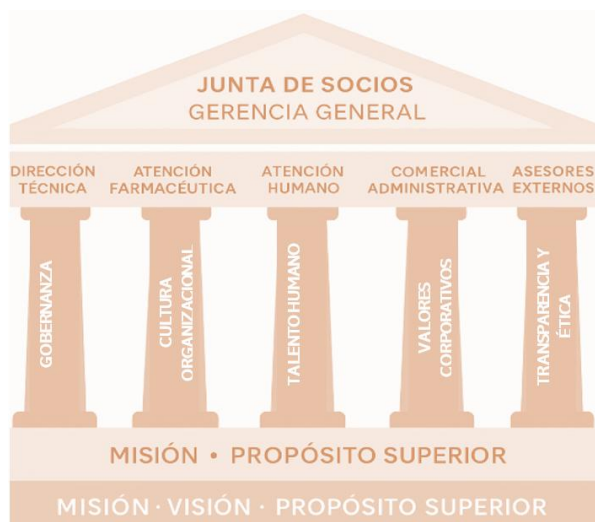 JUNTA DE SOCIOS
GERENCIA GENERAL
DIRECCIÓN
TÉCNICA
ATENCIÓN
FARMACÉUTICA
ATENCIÓN
HUMANO
COMERCIAL
ADMINISTRATIVA
ASESORES
EXTERNOS
GOBERNANZA
CULTURA
ORGANIZACIONAL
TALENTO HUMANO
VALORES
CORPORATIVOS
TRANSPARENCIA Y
ÉTICA
MISIÓN • PROPÓSITO SUPERIOR
MISIÓN · VISIÓN · PROPÓSITO SUPERIOR